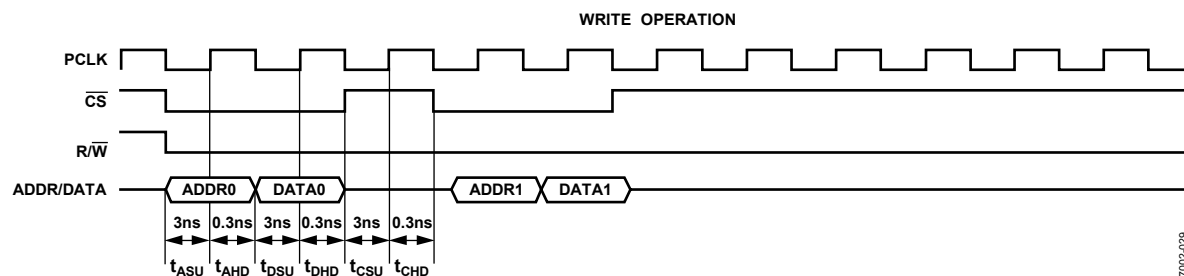 WRITE OPERATION
PCLK
CS
R/W
ADDR/DATA
ADDR0 DATA0 ADDR1 DATA1
3ns 0.3ns 3ns 0.3ns 3ns 0.3ns
tASU tAHD tDSU tDHD tCSU tCHD